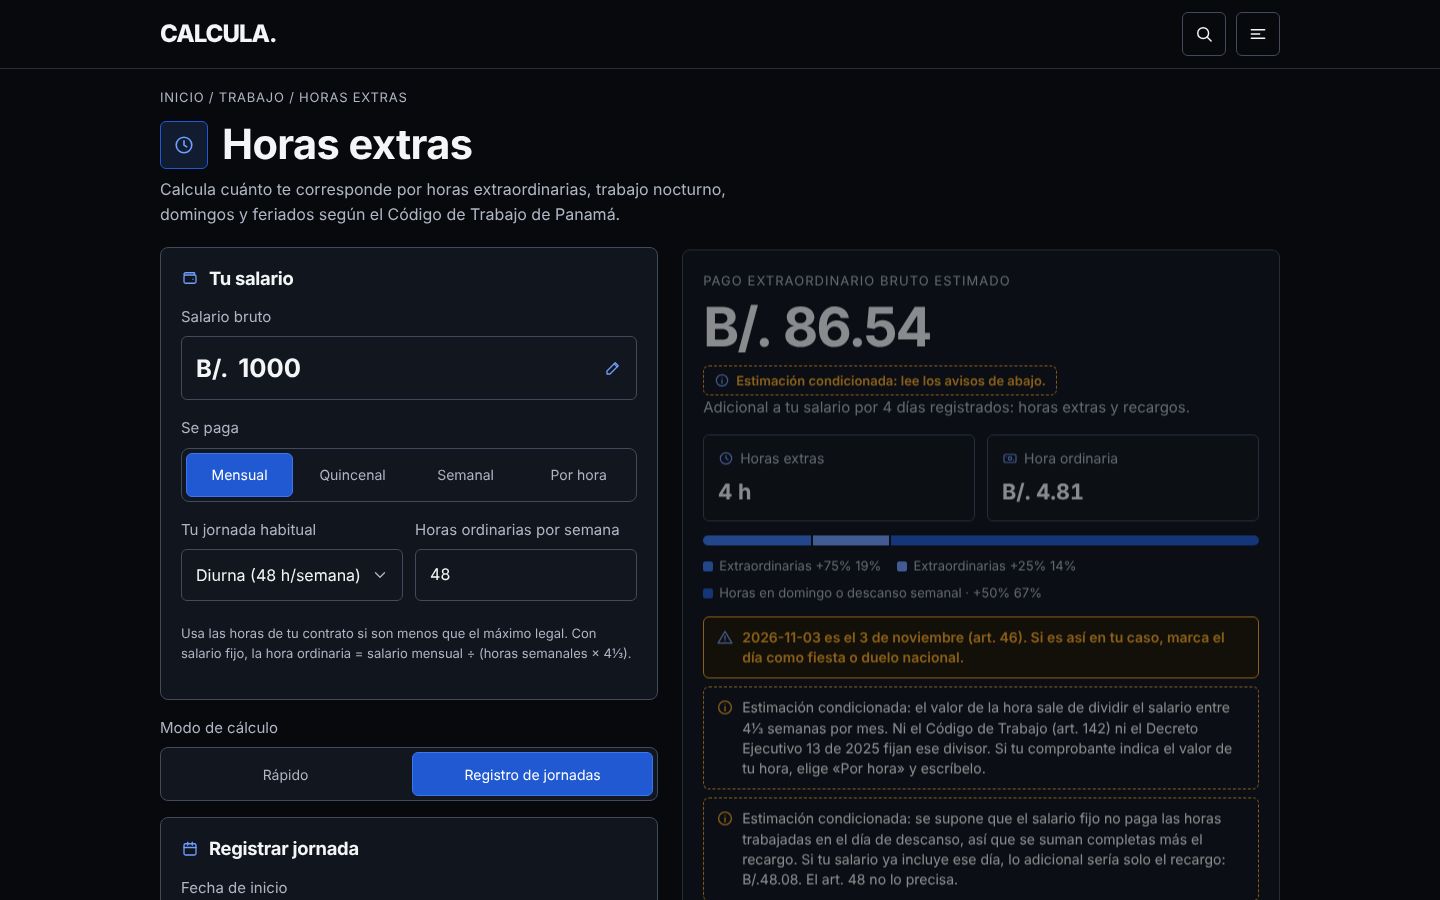 CALCULA.
INICIO / TRABAJO / HORAS EXTRAS
Horas extras
Calcula cuánto te corresponde por horas extraordinarias, trabajo nocturno,
domingos y feriados según el Código de Trabajo de Panamá.
Tu salario
Salario bruto
B/. 1000
Se paga
Mensual Quincenal Semanal Por hora
Tu jornada habitual Horas ordinarias por semana
Diurna (48 h/semana) 48
Usa las horas de tu contrato si son menos que el máximo legal. Con
salario fijo, la hora ordinaria = salario mensual ÷ (horas semanales × 4⅓).
Modo de cálculo
Rápido Registro de jornadas
Registrar jornada
Fecha de inicio
PAGO EXTRAORDINARIO BRUTO ESTIMADO
B/. 86.54
Estimación condicionada: lee los avisos de abajo.
Adicional a tu salario por 4 días registrados: horas extras y recargos.
Horas extras Hora ordinaria
4 h B/. 4.81
Extraordinarias +75% 19% Extraordinarias +25% 14%
Horas en domingo o descanso semanal · +50% 67%
2026-11-03 es el 3 de noviembre (art. 46). Si es así en tu caso, marca el
día como fiesta o duelo nacional.
Estimación condicionada: el valor de la hora sale de dividir el salario entre
4⅓ semanas por mes. Ni el Código de Trabajo (art. 142) ni el Decreto
Ejecutivo 13 de 2025 fijan ese divisor. Si tu comprobante indica el valor de
tu hora, elige «Por hora» y escríbelo.
Estimación condicionada: se supone que el salario fijo no paga las horas
trabajadas en el día de descanso, así que se suman completas más el
recargo. Si tu salario ya incluye ese día, lo adicional sería solo el recargo:
B/.48.08. El art. 48 no lo precisa.